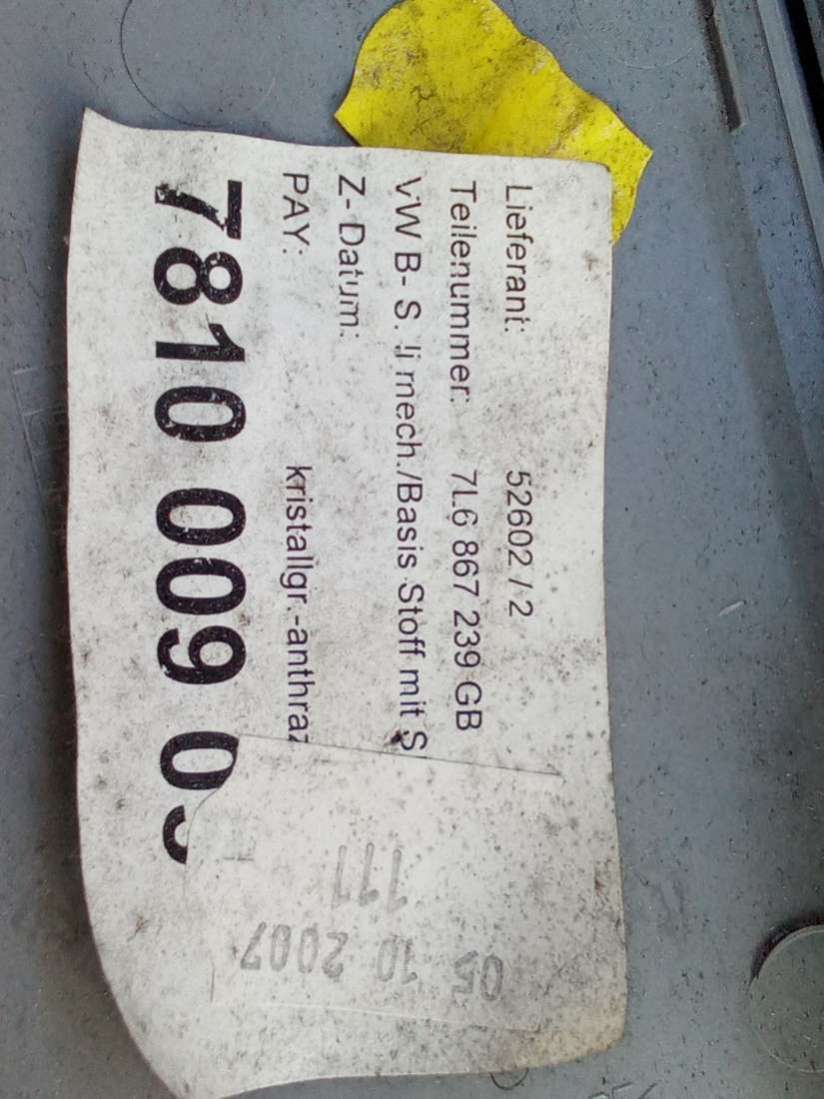 Lieferant: 52602 / 2
Teilenummer: 7L6 867 239 GB
VW B- S. li mech./Basis Stoff mit S
Z- Datum:
PAY: kristallgr.-anthraz
7810 009 0
111
05 10 2007